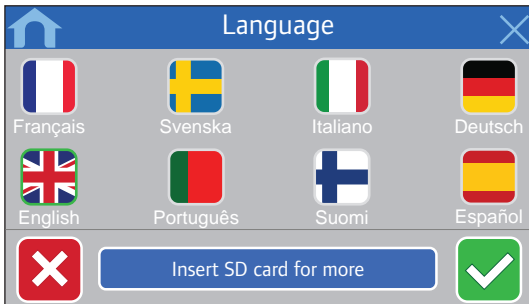 Language
Français Svenska Italiano Deutsch
English Português Suomi Español
Insert SD card for more